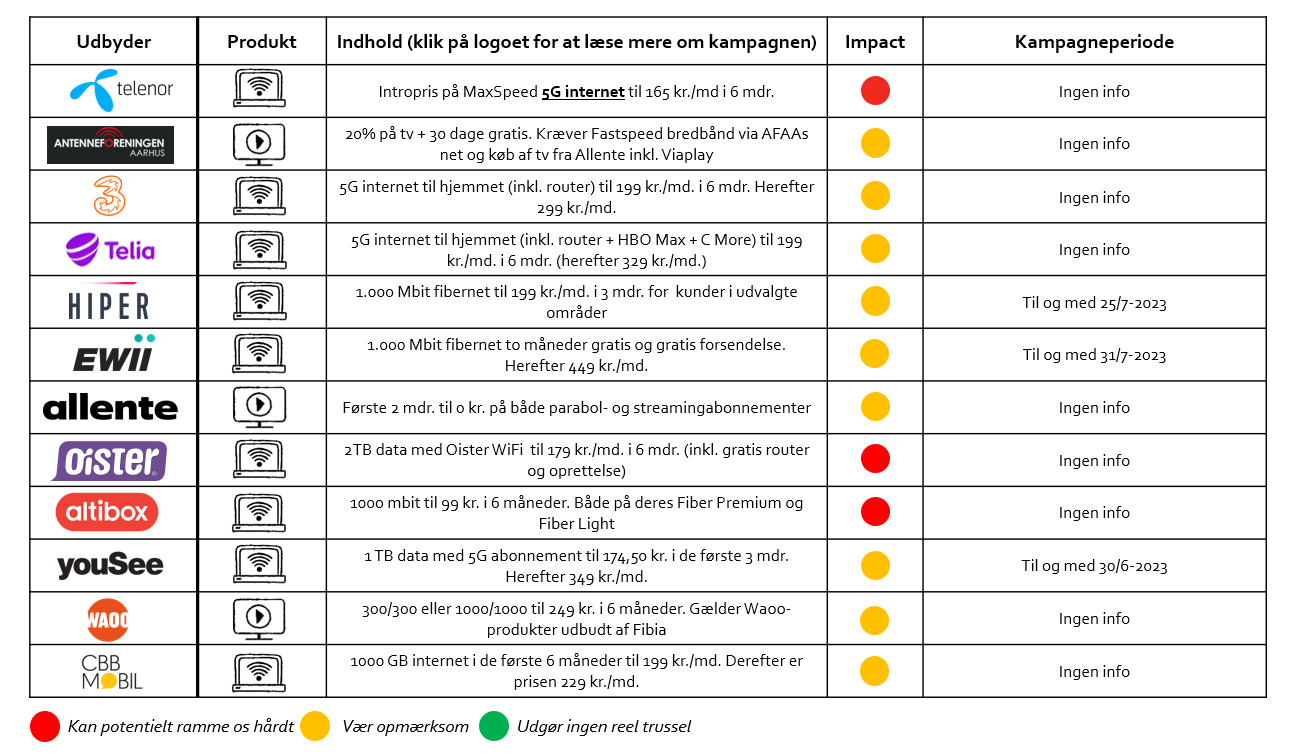 Udbyder Produkt Indhold (klik på logoet for at læse mere om kampagnen) Impact Kampagneperiode
telenor Intropris på MaxSpeed 5G internet til 165 kr./md i 6 mdr. Ingen info
ANTENNEFORENINGEN
AARHUS
20% på tv + 30 dage gratis. Kræver Fastspeed bredbånd via AFAAs
net og køb af tv fra Allente inkl. Viaplay
Ingen info
3
5G internet til hjemmet (inkl. router) til 199 kr./md. i 6 mdr. Herefter
299 kr./md.
Ingen info
Telia
5G internet til hjemmet (inkl. router + HBO Max + C More) til 199
kr./md. i 6 mdr. (herefter 329 kr./md.)
Ingen info
HIPER
1.000 Mbit fibernet til 199 kr./md. i 3 mdr. for kunder i udvalgte
områder
Til og med 25/7-2023
EWII
1.000 Mbit fibernet to måneder gratis og gratis forsendelse.
Herefter 449 kr./md.
Til og med 31/7-2023
allente Første 2 mdr. til 0 kr. på både parabol- og streamingabonnementer Ingen info
OiSTER
2TB data med Oister WiFi til 179 kr./md. i 6 mdr. (inkl. gratis router
og oprettelse)
Ingen info
altibox
1000 mbit til 99 kr. i 6 måneder. Både på deres Fiber Premium og
Fiber Light
Ingen info
youSee
1 TB data med 5G abonnement til 174,50 kr. i de første 3 mdr.
Herefter 349 kr./md.
Til og med 30/6-2023
WAOO
300/300 eller 1000/1000 til 249 kr. i 6 måneder. Gælder Waoo-
produkter udbudt af Fibia
Ingen info
CBB
MOBIL
1000 GB internet i de første 6 måneder til 199 kr./md. Derefter er
prisen 229 kr./md.
Ingen info
Kan potentielt ramme os hårdt Vær opmærksom Udgør ingen reel trussel